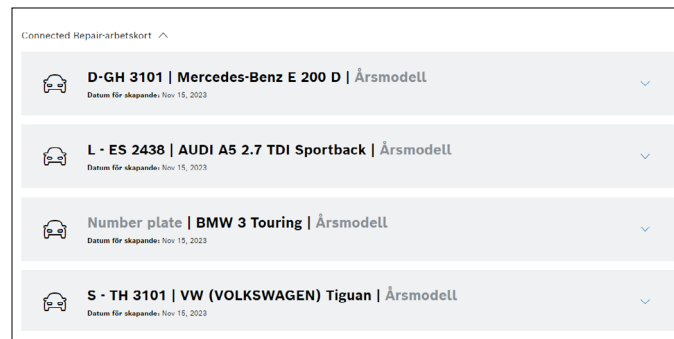 Connected Repair-arbetskort
D-GH 3101 | Mercedes-Benz E 200 D | Årsmodell
Datum för skapande: Nov 15, 2023
L - ES 2438 | AUDI A5 2.7 TDI Sportback | Årsmodell
Datum för skapande: Nov 15, 2023
Number plate | BMW 3 Touring | Årsmodell
Datum för skapande: Nov 15, 2023
S - TH 3101 | VW (VOLKSWAGEN) Tiguan | Årsmodell
Datum för skapande: Nov 15, 2023